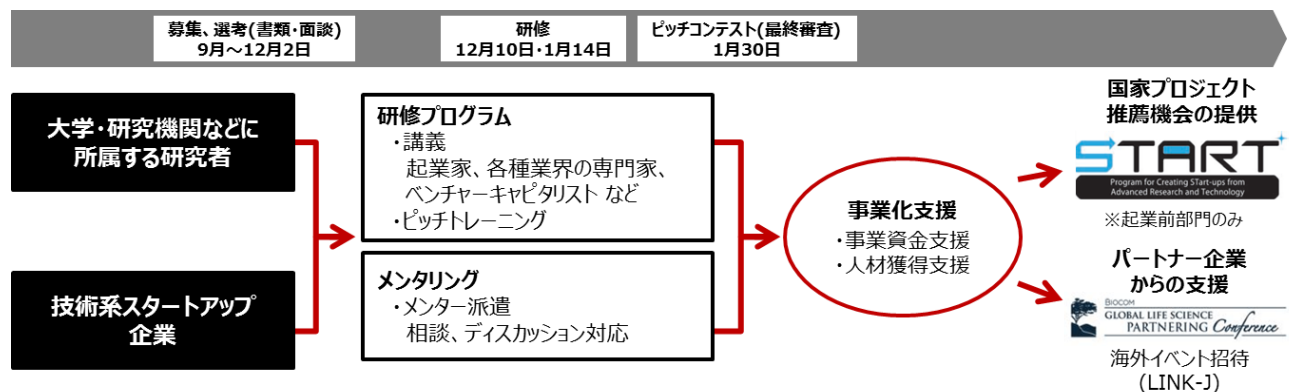 募集、選考(書類・面談)
9月～12月2日
研修
12月10日・1月14日
ピッチコンテスト(最終審査)
1月30日
大学・研究機関などに
所属する研究者
技術系スタートアップ
企業
研修プログラム
・講義
起業家、各種業界の専門家、
ベンチャーキャピタリスト など
・ピッチトレーニング
メンタリング
・メンター派遣
相談、ディスカッション対応
事業化支援
・事業資金支援
・人材獲得支援
国家プロジェクト
推薦機会の提供
START
Program for Creating STart-ups from
Advanced Research and Technology
※起業前部門のみ
パートナー企業
からの支援
BIOCOM
GLOBAL LIFE SCIENCE
PARTNERING Conference
海外イベント招待
(LINK-J)